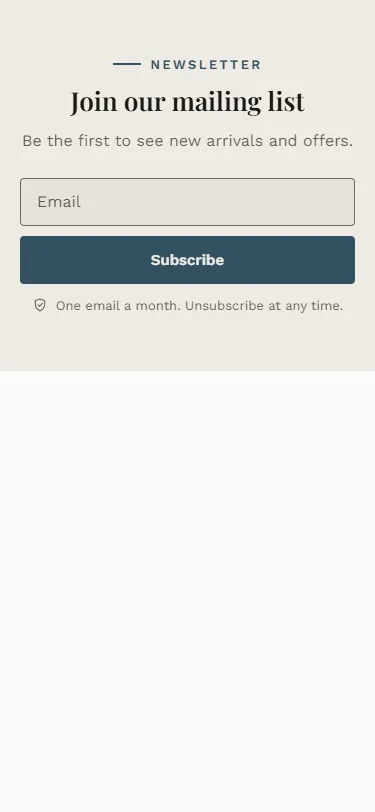 NEWSLETTER
Join our mailing list
Be the first to see new arrivals and offers.
Email
Subscribe
One email a month. Unsubscribe at any time.